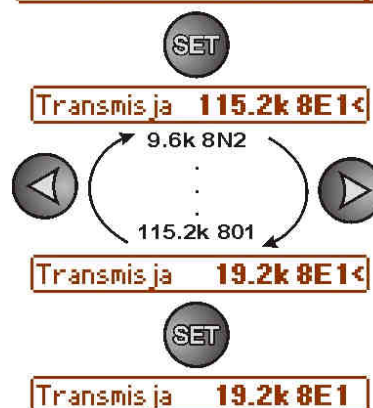 SET
Transmisja 115.2k 8E1<
9.6k 8N2
.
.
.
115.2k 8O1
Transmisja 19.2k 8E1<
SET
Transmisja 19.2k 8E1